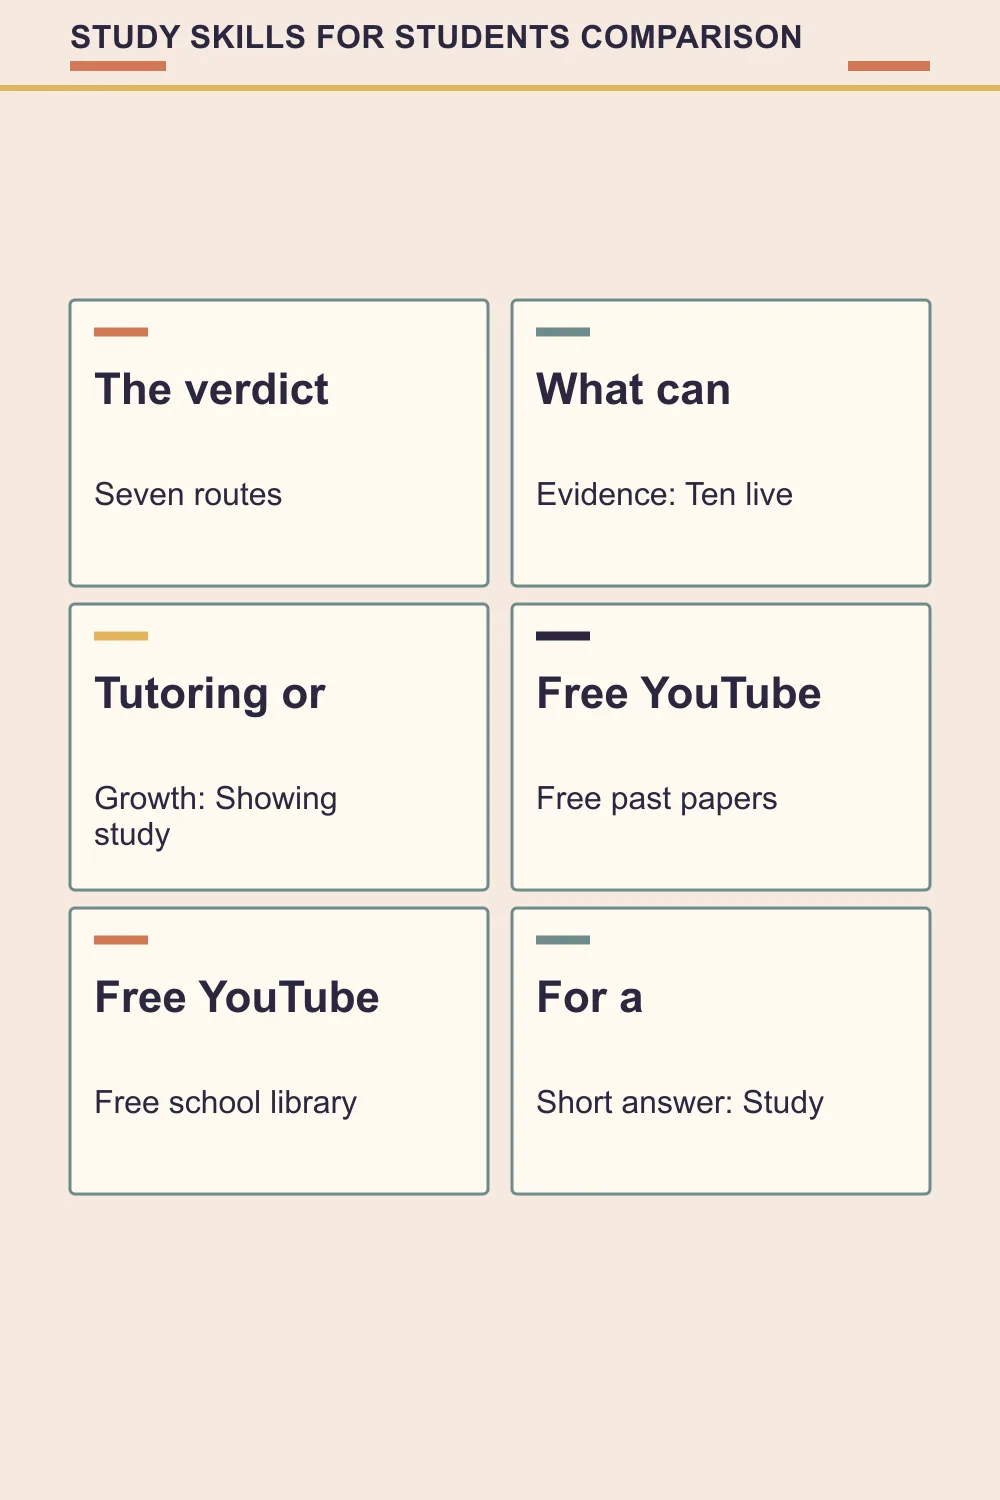 STUDY SKILLS FOR STUDENTS COMPARISON
The verdict
Seven routes
What can
Evidence: Ten live
Tutoring or
Growth: Showing
study
Free YouTube
Free past papers
Free YouTube
Free school library
For a
Short answer: Study